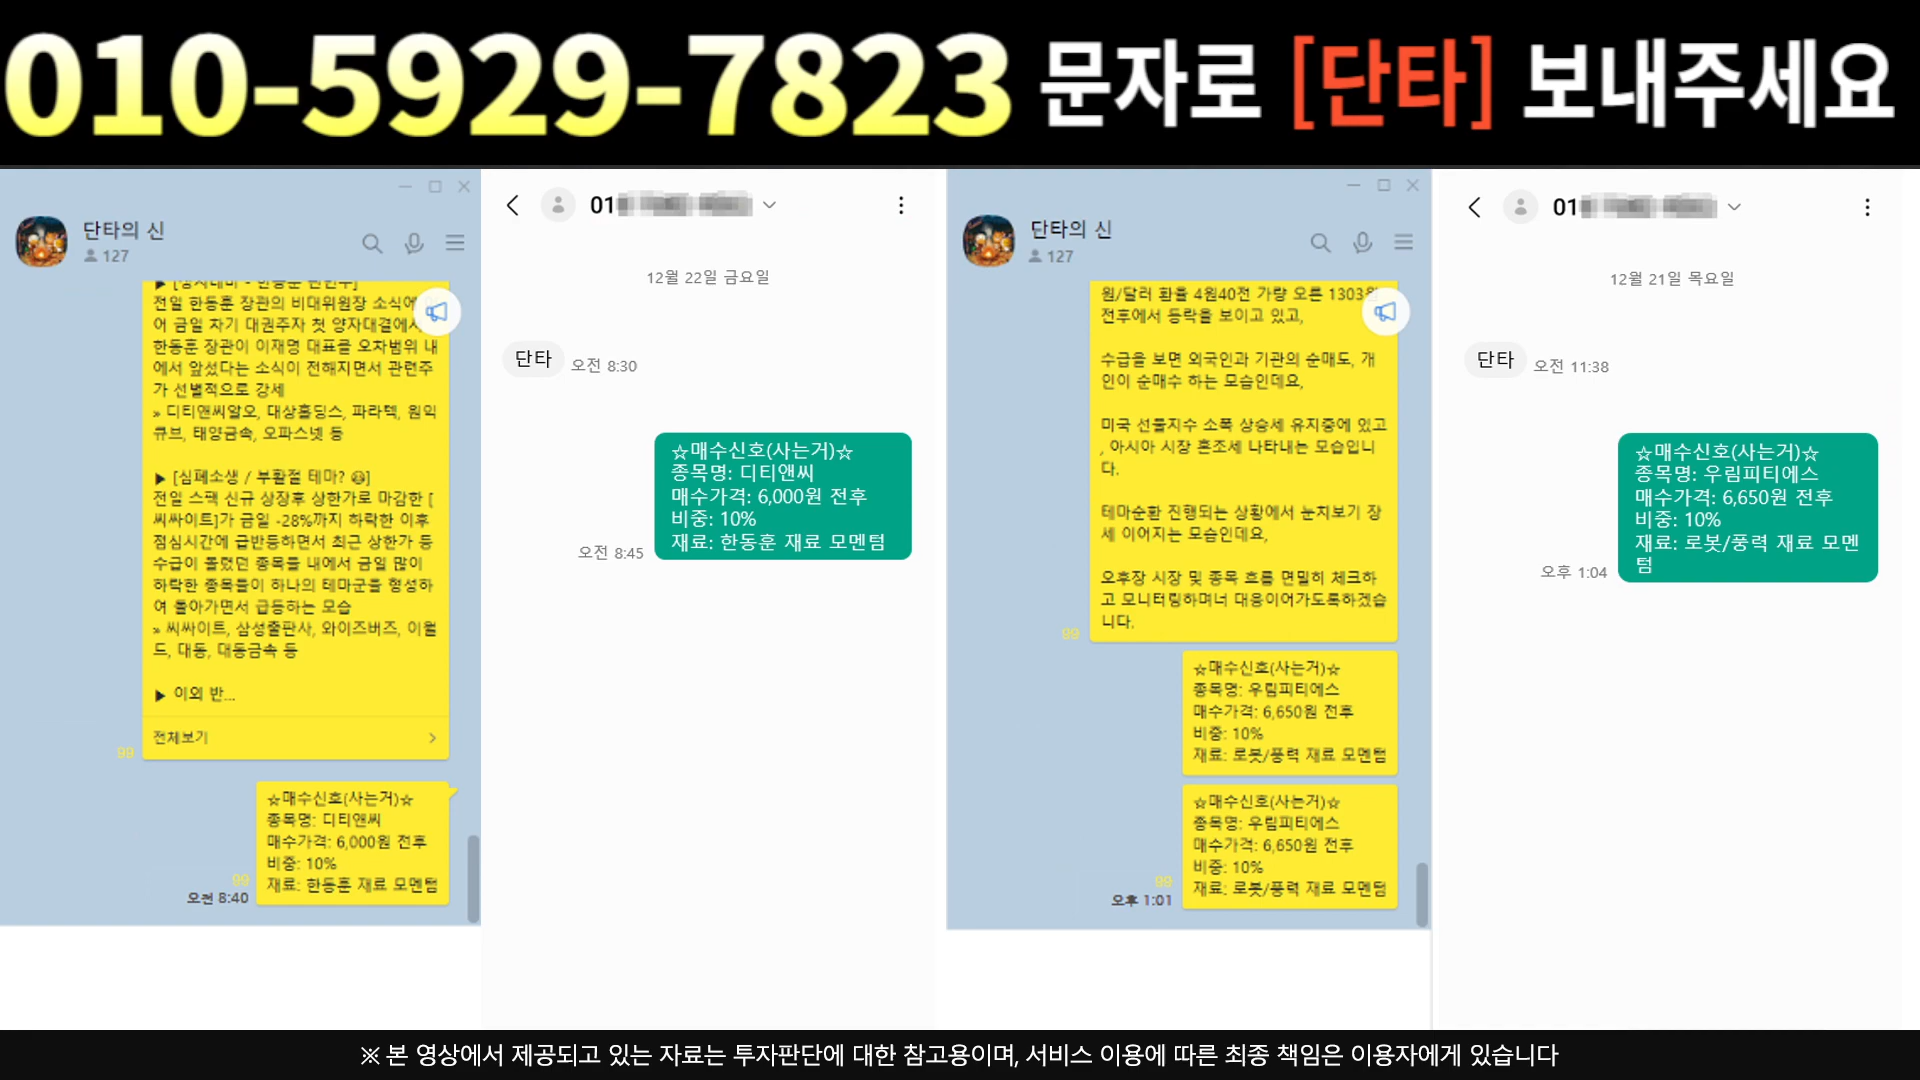 010-5929-7823 문자로 [단타] 보내주세요
단타의 신
127
전일 한동훈 장관의 비대위원장 소식에
어 금일 차기 대권주자 첫 양자대결에서
한동훈 장관이 이재명 대표를 오차범위 내
에서 앞섰다는 소식이 전해지면서 관련주
가 선별적으로 강세
» 디티앤씨알오, 대상홀딩스, 파라텍, 원익
큐브, 태양금속, 오파스넷 등
▶ [심폐소생 / 부활절 테마? 😀]
전일 스팩 신규 상장후 상한가로 마감한 [
씨싸이트]가 금일 -28%까지 하락한 이후
점심시간에 급반등하면서 최근 상한가 등
수급이 몰렸던 종목들 내에서 금일 많이
하락한 종목들이 하나의 테마군을 형성하
여 돌아가면서 급등하는 모습
» 씨싸이트, 삼성출판사, 와이즈버즈, 이월
드, 대동, 대동금속 등
▶ 이외 반...
전체보기
99
☆매수신호(사는거)☆
종목명: 디티앤씨
매수가격: 6,000원 전후
비중: 10%
재료: 한동훈 재료 모멘텀
99
오전 8:40
01
12월 22일 금요일
단타
오전 8:30
☆매수신호(사는거)☆
종목명: 디티앤씨
매수가격: 6,000원 전후
비중: 10%
재료: 한동훈 재료 모멘텀
오전 8:45
단타의 신
127
원/달러 환율 4원40전 가량 오른 1303원
전후에서 등락을 보이고 있고,
수급을 보면 외국인과 기관의 순매도, 개
인이 순매수 하는 모습인데요,
미국 선물지수 소폭 상승세 유지중에 있고
, 아시아 시장 혼조세 나타내는 모습입니
다.
테마순환 진행되는 상황에서 눈치보기 장
세 이어지는 모습인데요,
오후장 시장 및 종목 흐름 면밀히 체크하
고 모니터링하며너 대응이어가도록하겠습
니다.
99
☆매수신호(사는거)☆
종목명: 우림피티에스
매수가격: 6,650원 전후
비중: 10%
재료: 로봇/풍력 재료 모멘텀
☆매수신호(사는거)☆
종목명: 우림피티에스
매수가격: 6,650원 전후
비중: 10%
재료: 로봇/풍력 재료 모멘텀
99
오후 1:01
01
12월 21일 목요일
단타
오전 11:38
☆매수신호(사는거)☆
종목명: 우림피티에스
매수가격: 6,650원 전후
비중: 10%
재료: 로봇/풍력 재료 모멘
텀
오후 1:04
※ 본 영상에서 제공되고 있는 자료는 투자판단에 대한 참고용이며, 서비스 이용에 따른 최종 책임은 이용자에게 있습니다